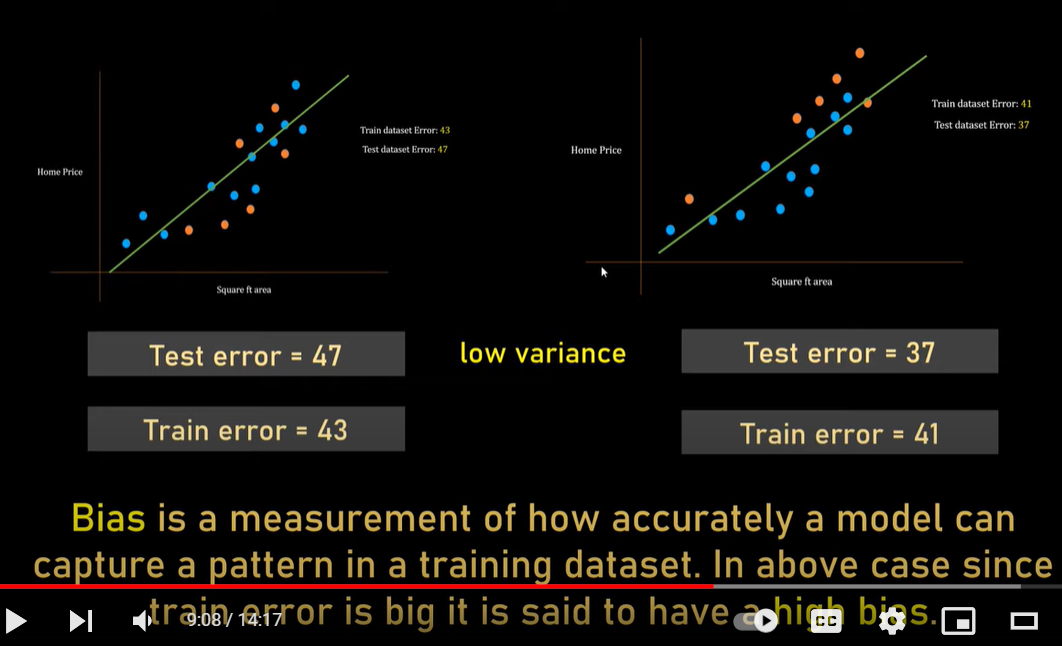 Train dataset Error: 43
Test dataset Error: 47
Home Price
Square ft area
Train dataset Error: 41
Test dataset Error: 37
Home Price
Square ft area
Test error = 47
low variance
Test error = 37
Train error = 43
Train error = 41
Bias is a measurement of how accurately a model can
capture a pattern in a training dataset. In above case since
train error is big it is said to have a high bias.
9:08 / 14:17
CC